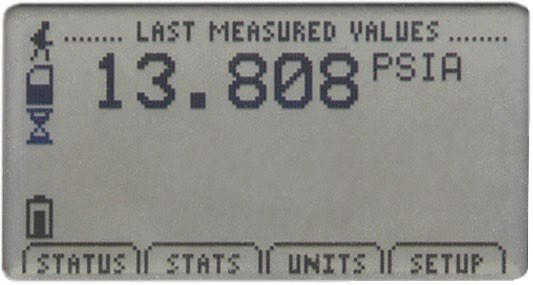 ........ LAST MEASURED VALUES ........
13.808 PSIA
STATUS STATS UNITS SETUP